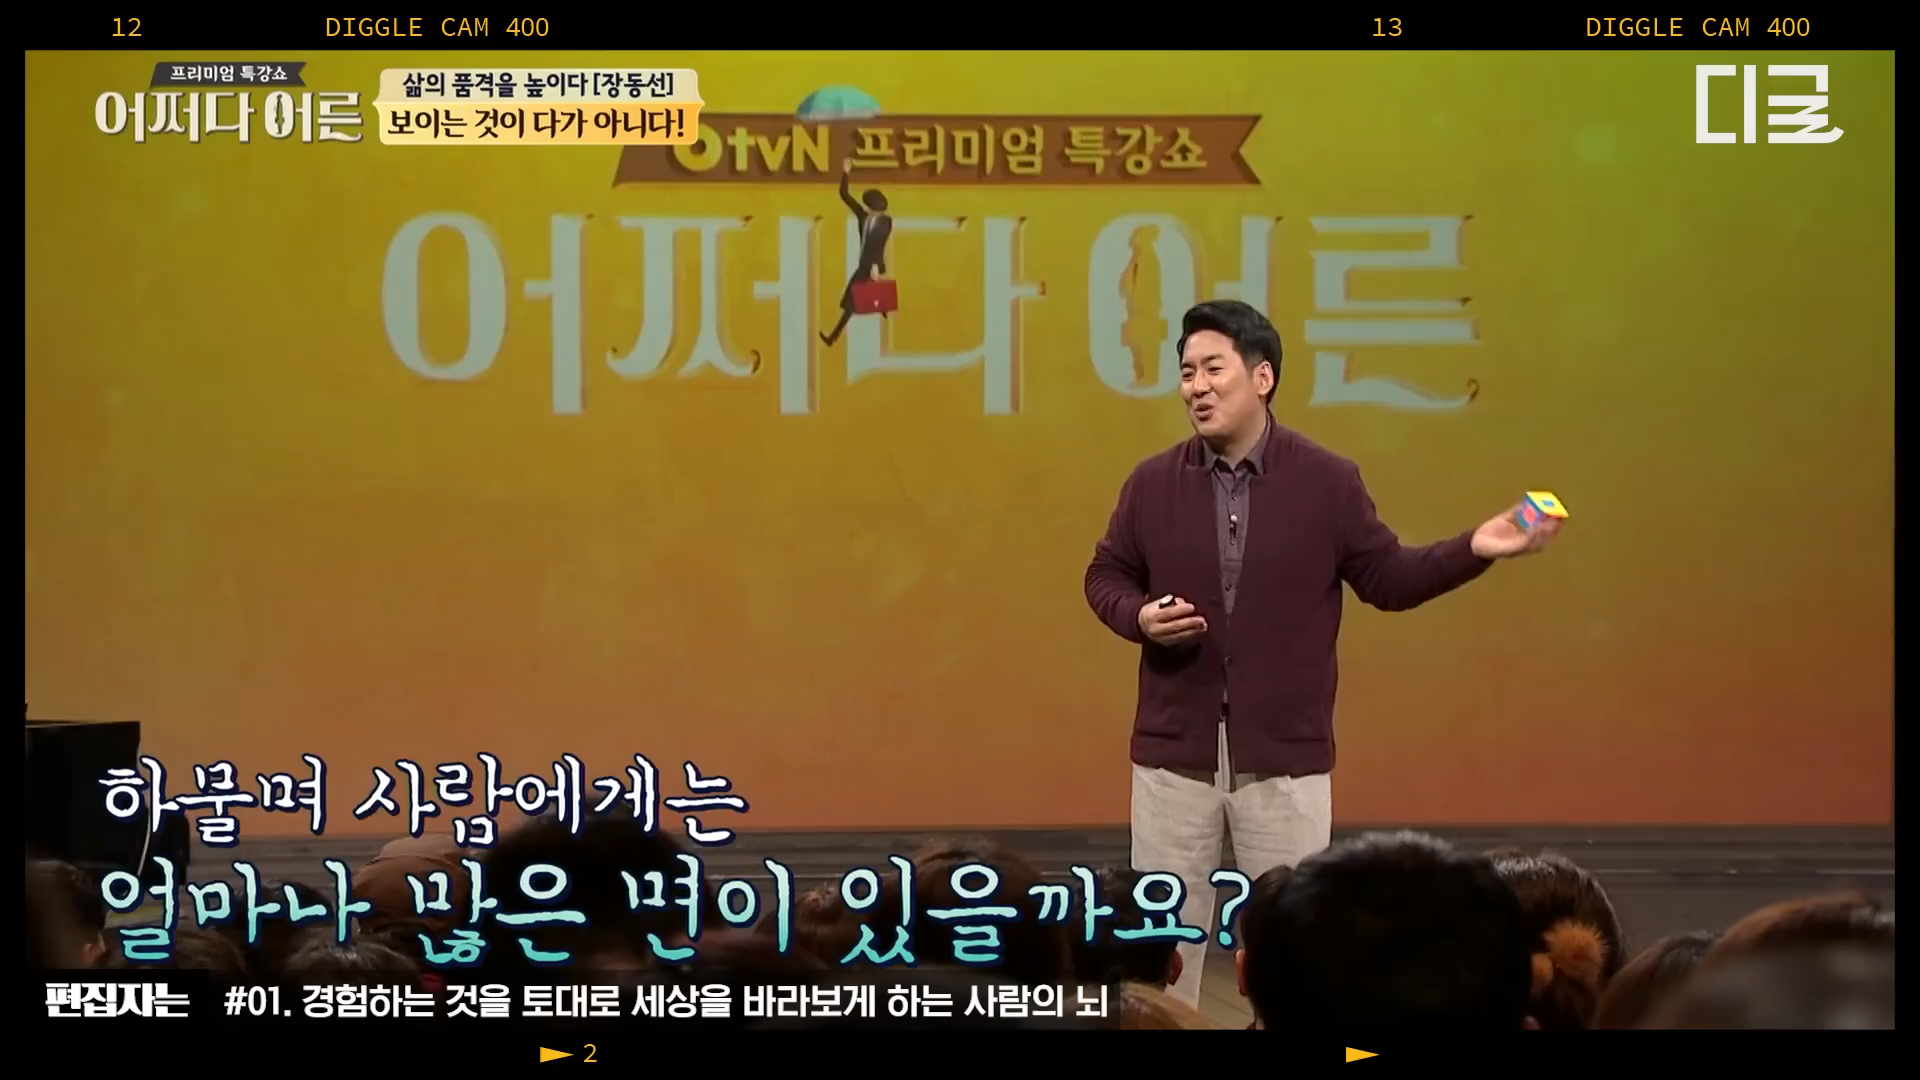 12 DIGGLE CAM 400 13 DIGGLE CAM 400
프리미엄 특강쇼
어쩌다 어른
삶의 품격을 높이다 [장동선]
보이는 것이 다가 아니다!
디글
OtvN 프리미엄 특강쇼
어쩌다 어른
하물며 사람에게는
얼마나 많은 면이 있을까요?
편집자는 #01. 경험하는 것을 토대로 세상을 바라보게 하는 사람의 뇌
2